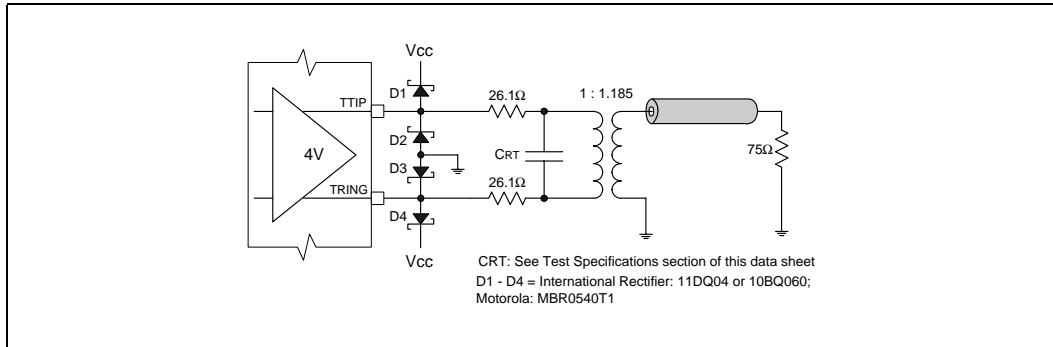 Vcc
D1
26.1Ω
1 : 1.185
TTIP
D2
4V
CRT
75Ω
D3
TRING
26.1Ω
D4
Vcc
CRT: See Test Specifications section of this data sheet
D1 - D4 = International Rectifier: 11DQ04 or 10BQ060;
Motorola: MBR0540T1